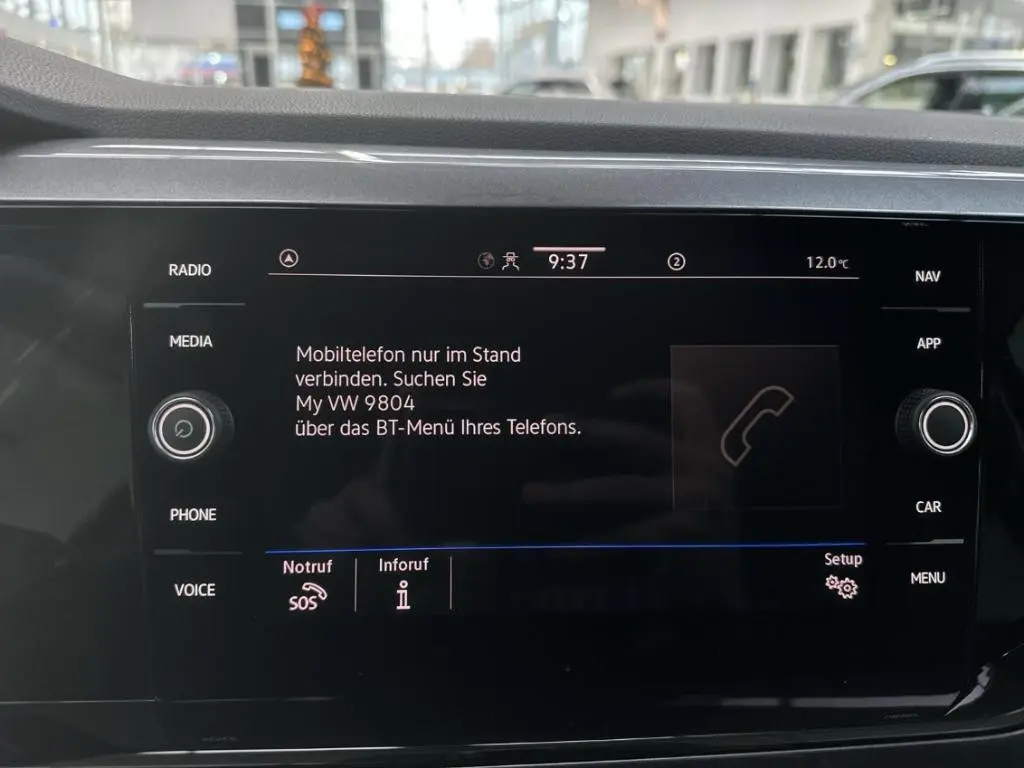 RADIO
MEDIA
PHONE
VOICE
9:37
2
12.0°C
Mobiltelefon nur im Stand
verbinden. Suchen Sie
My VW 9804
über das BT-Menü Ihres Telefons.
Notruf
SOS
Inforuf
i
Setup
NAV
APP
CAR
MENU